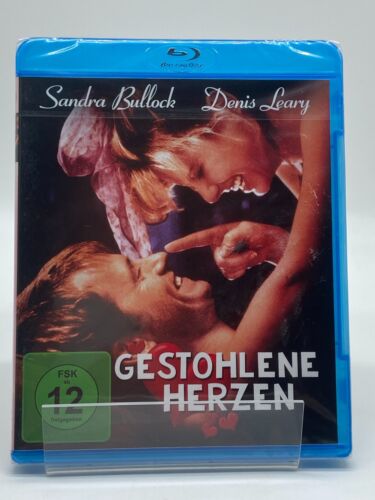 Blu-ray Disc
Sandra Bullock Denis Leary
GESTOHLENE
HERZEN
FSK
ab
12
freigegeben